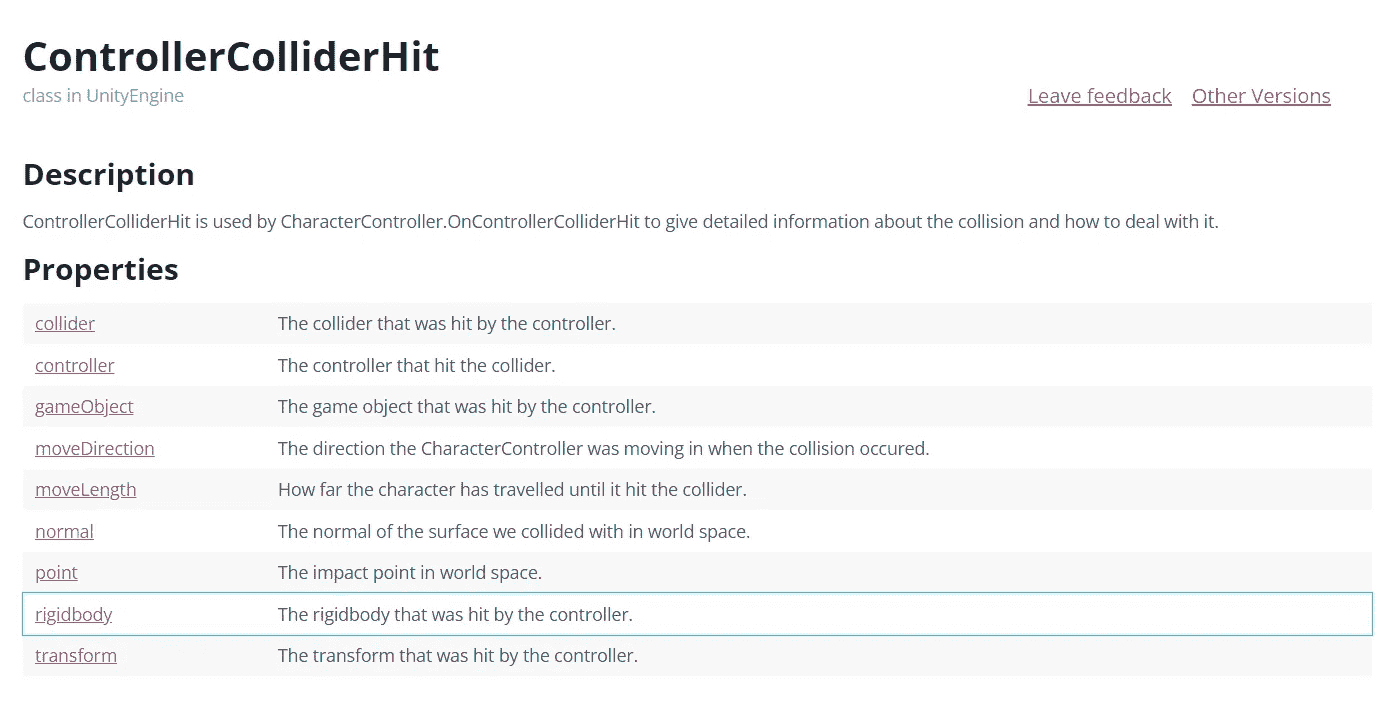 ControllerColliderHit
class in UnityEngine
Leave feedback Other Versions
Description
ControllerColliderHit is used by CharacterController.OnControllerColliderHit to give detailed information about the collision and how to deal with it.
Properties
collider The collider that was hit by the controller.
controller The controller that hit the collider.
gameObject The game object that was hit by the controller.
moveDirection The direction the CharacterController was moving in when the collision occured.
moveLength How far the character has travelled until it hit the collider.
normal The normal of the surface we collided with in world space.
point The impact point in world space.
rigidbody The rigidbody that was hit by the controller.
transform The transform that was hit by the controller.